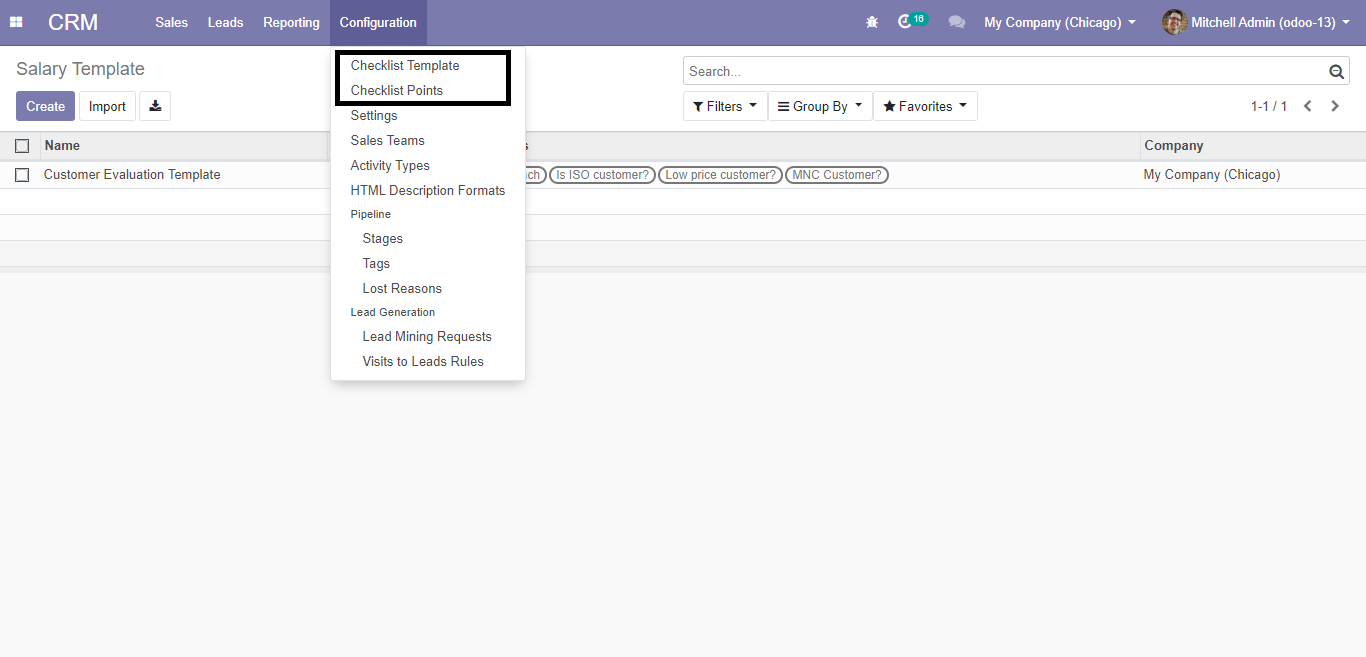 CRM Sales Leads Reporting Configuration 16 My Company (Chicago) Mitchell Admin (odoo-13)
Salary Template
Search...
Create Import
Filters Group By Favorites 1-1 / 1
Checklist Template
Checklist Points
Settings
Sales Teams
Activity Types
HTML Description Formats
Pipeline
Stages
Tags
Lost Reasons
Lead Generation
Lead Mining Requests
Visits to Leads Rules
Name Company
Customer Evaluation Template Is ISO customer? Low price customer? MNC Customer? My Company (Chicago)